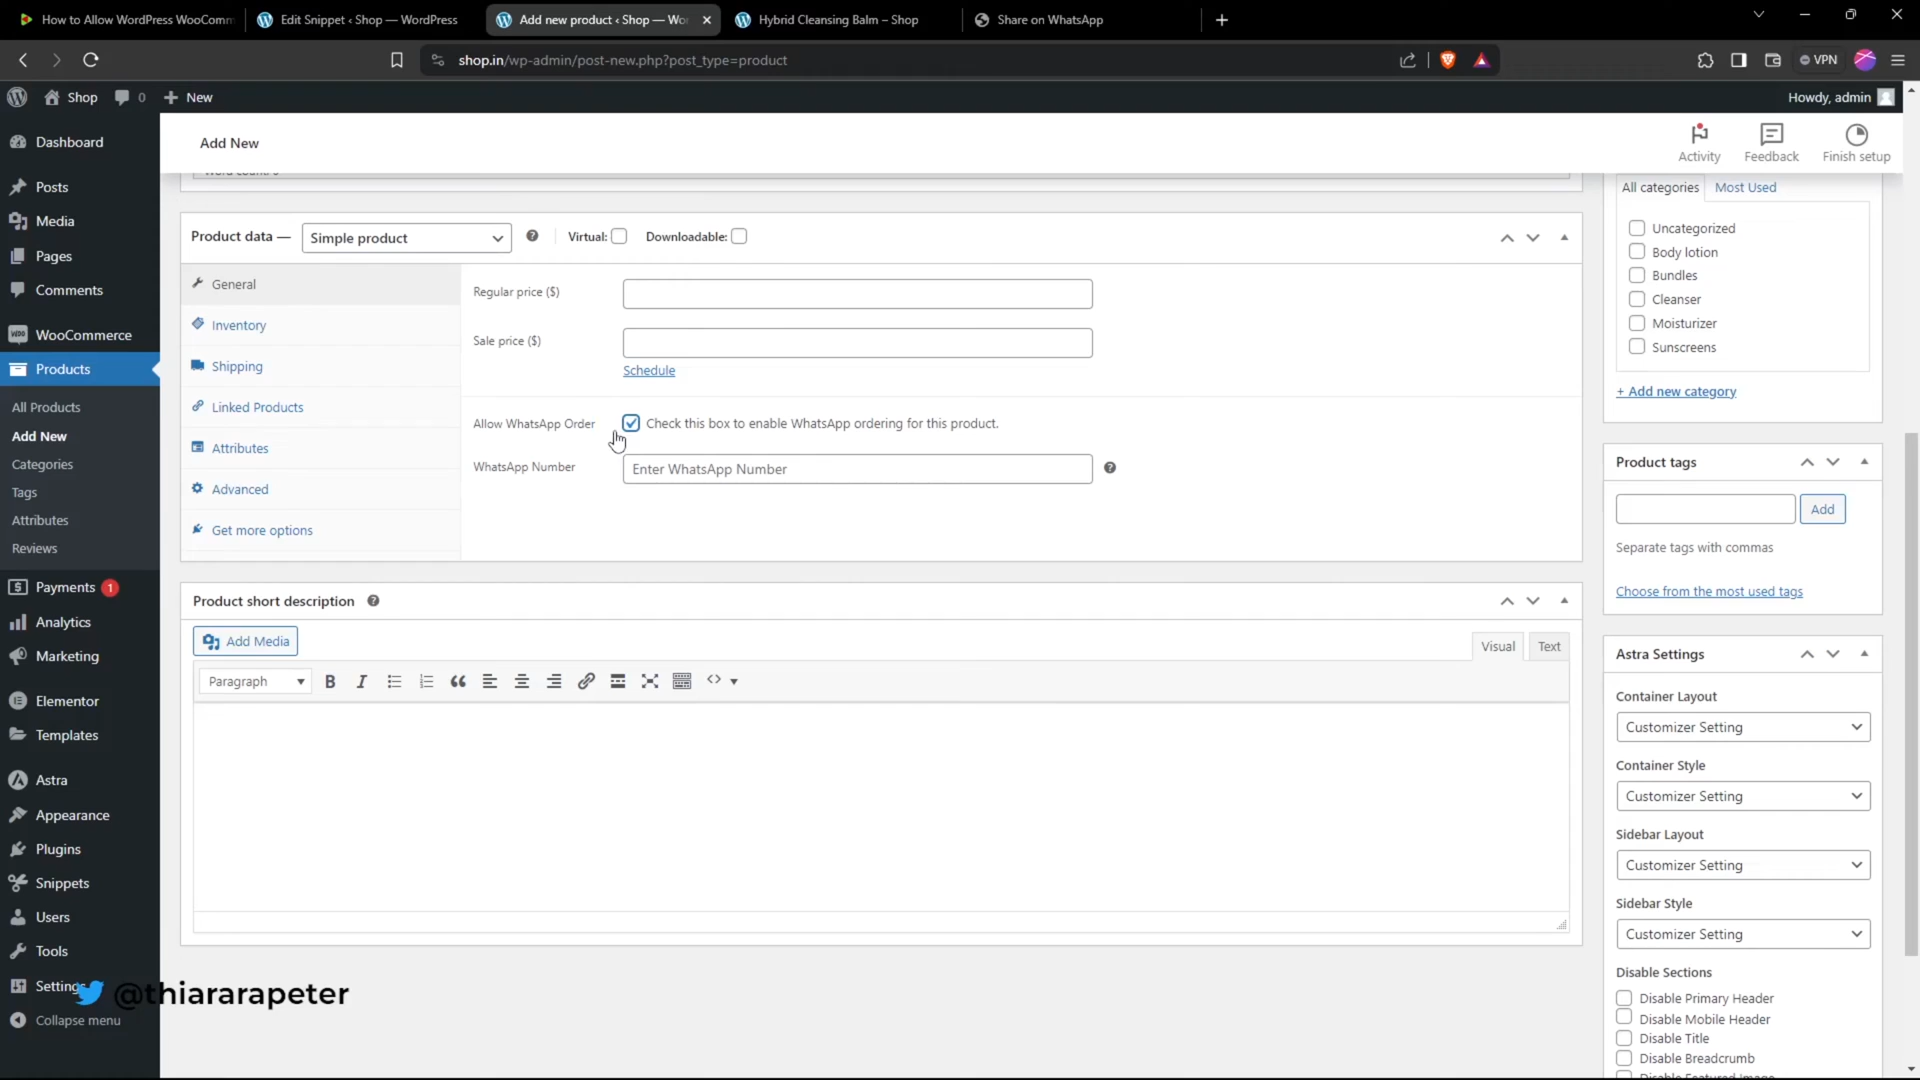 How to Allow WordPress WooComm
Edit Snippet ‹ Shop — WordPress
Add new product ‹ Shop — Wo
Hybrid Cleansing Balm – Shop
Share on WhatsApp
shop.in/wp-admin/post-new.php?post_type=product
VPN
Shop
0
New
Howdy, admin
Dashboard
Posts
Media
Pages
Comments
WooCommerce
Products
All Products
Add New
Categories
Tags
Attributes
Reviews
Payments 1
Analytics
Marketing
Elementor
Templates
Astra
Appearance
Plugins
Snippets
Users
Tools
Settings
Collapse menu
@thiararapeter
Add New
Activity
Feedback
Finish setup
Word count: 0
Product data —
Simple product
Virtual:
Downloadable:
General
Inventory
Shipping
Linked Products
Attributes
Advanced
Get more options
Regular price ($)
Sale price ($)
Schedule
Allow WhatsApp Order
Check this box to enable WhatsApp ordering for this product.
WhatsApp Number
Enter WhatsApp Number
Product short description
Add Media
Visual
Text
Paragraph
All categories
Most Used
Uncategorized
Body lotion
Bundles
Cleanser
Moisturizer
Sunscreens
+ Add new category
Product tags
Add
Separate tags with commas
Choose from the most used tags
Astra Settings
Container Layout
Customizer Setting
Container Style
Customizer Setting
Sidebar Layout
Customizer Setting
Sidebar Style
Customizer Setting
Disable Sections
Disable Primary Header
Disable Mobile Header
Disable Title
Disable Breadcrumb
Disable Featured Image